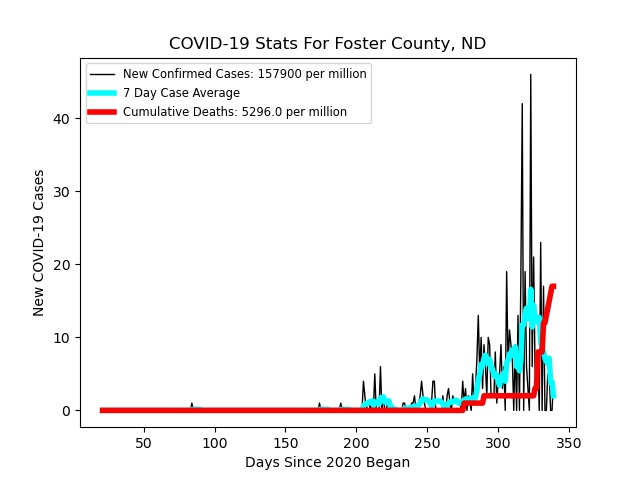 COVID-19 Stats For Foster County, ND
New Confirmed Cases: 157900 per million
7 Day Case Average
Cumulative Deaths: 5296.0 per million
New COVID-19 Cases
40
30
20
10
0
50 100 150 200 250 300 350
Days Since 2020 Began